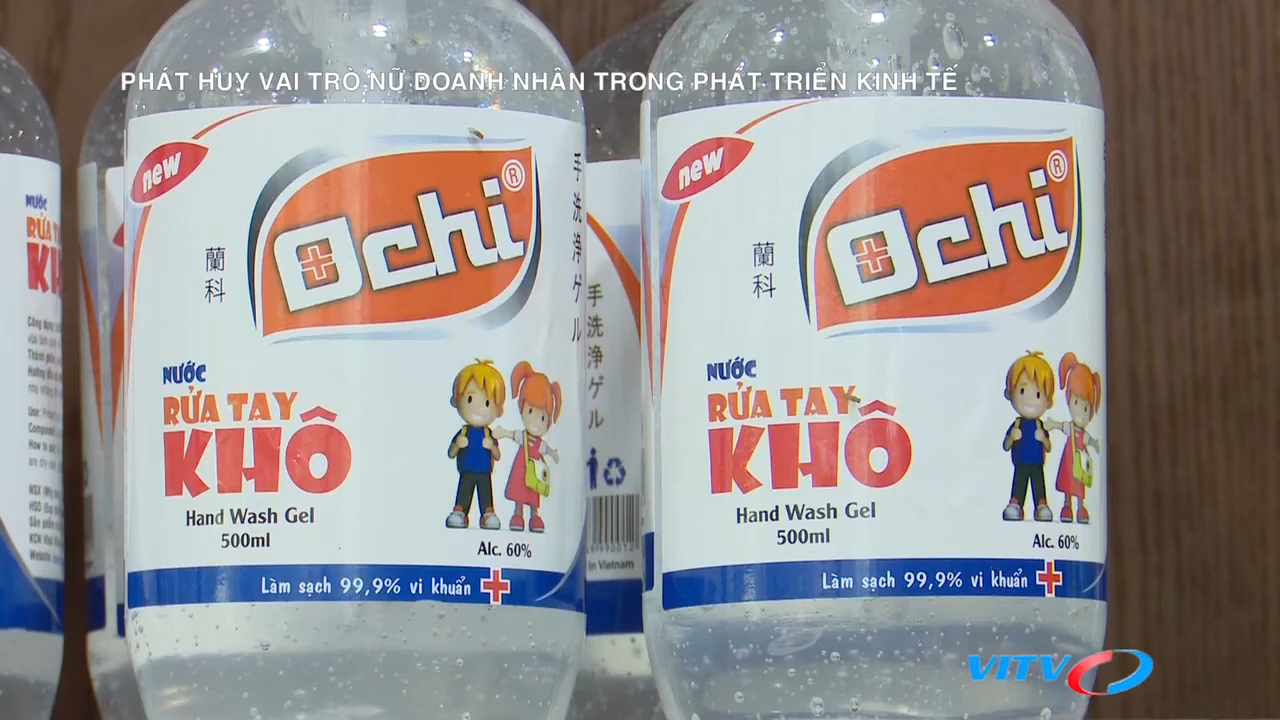 PHÁT HUY VAI TRÒ NỮ DOANH NHÂN TRONG PHÁT TRIỂN KINH TẾ
new
Ochi®
手洗浄ゲル
蘭科
NƯỚC
RỬA TAY
KHÔ
Hand Wash Gel
500ml
Alc. 60%
Làm sạch 99,9% vi khuẩn
new
Ochi®
蘭科
NƯỚC
RỬA TAY
KHÔ
Hand Wash Gel
500ml
Alc. 60%
Làm sạch 99,9% vi khuẩn
手洗浄ゲル
in Vietnam
NƯỚC
RỬA
VITV